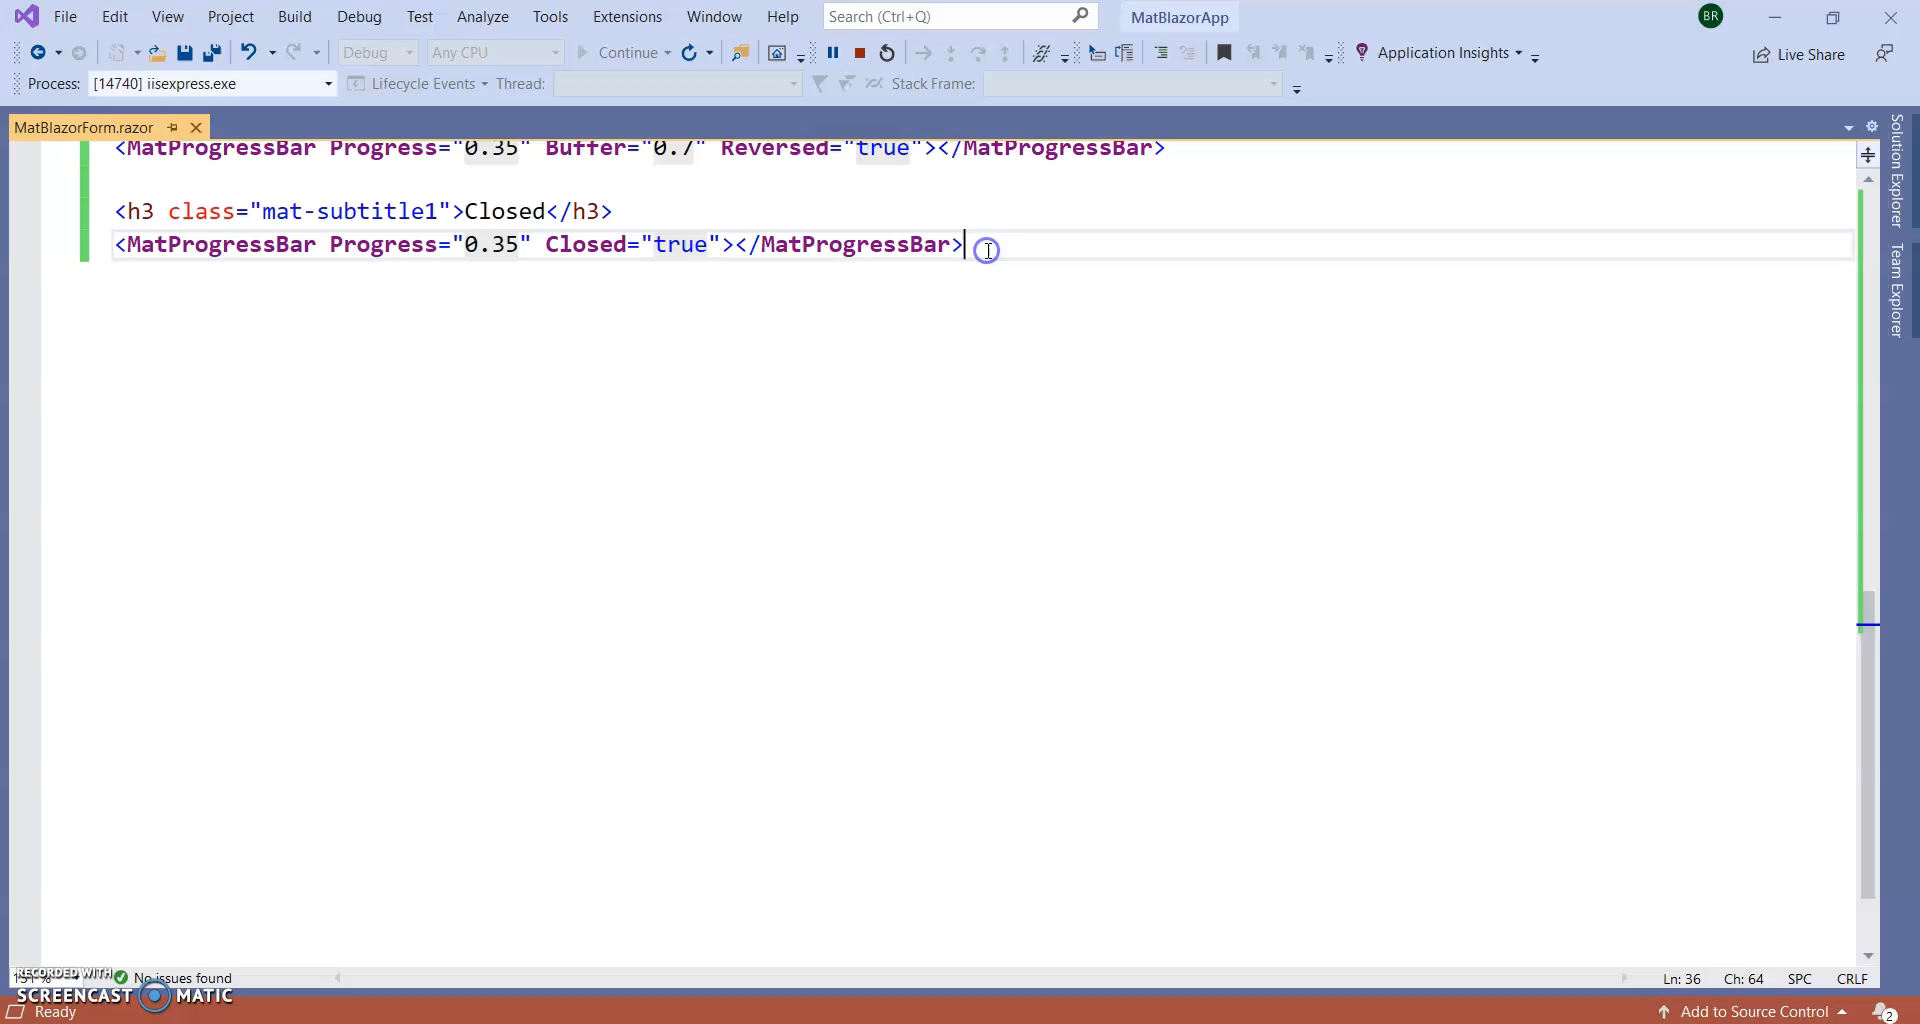 File Edit View Project Build Debug Test Analyze Tools Extensions Window Help Search (Ctrl+Q) MatBlazorApp BR
Debug Any CPU Continue Application Insights Live Share
Process: [14740] iisexpress.exe Lifecycle Events Thread: Stack Frame:
MatBlazorForm.razor
<MatProgressBar Progress="0.35" Buffer="0.7" Reversed="true"></MatProgressBar>
<h3 class="mat-subtitle1">Closed</h3>
<MatProgressBar Progress="0.35" Closed="true"></MatProgressBar>
Solution Explorer
Team Explorer
No issues found Ln: 36 Ch: 64 SPC CRLF
RECORDED WITH
SCREENCAST MATIC
Ready Add to Source Control 2